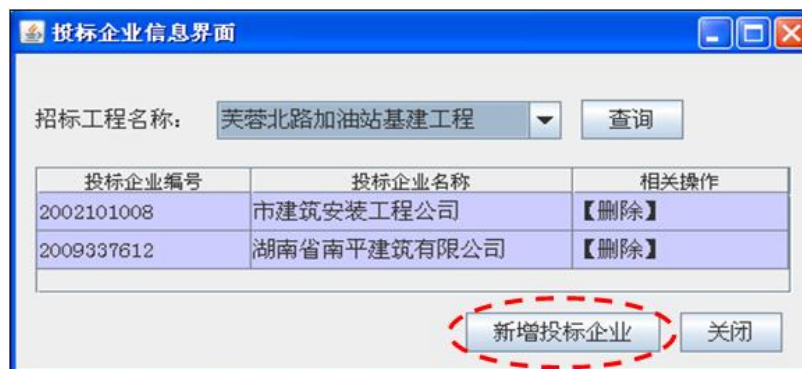 投标企业信息界面
招标工程名称： 芙蓉北路加油站基建工程 查询
投标企业编号 投标企业名称 相关操作
2002101008 市建筑安装工程公司 【删除】
2009337612 湖南省南平建筑有限公司 【删除】
新增投标企业 关闭